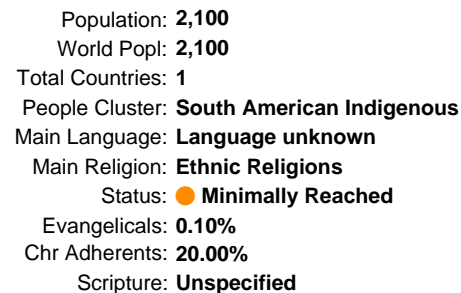 Population: 2,100
World Popl: 2,100
Total Countries: 1
People Cluster: South American Indigenous
Main Language: Language unknown
Main Religion: Ethnic Religions
Status: Minimally Reached
Evangelicals: 0.10%
Chr Adherents: 20.00%
Scripture: Unspecified